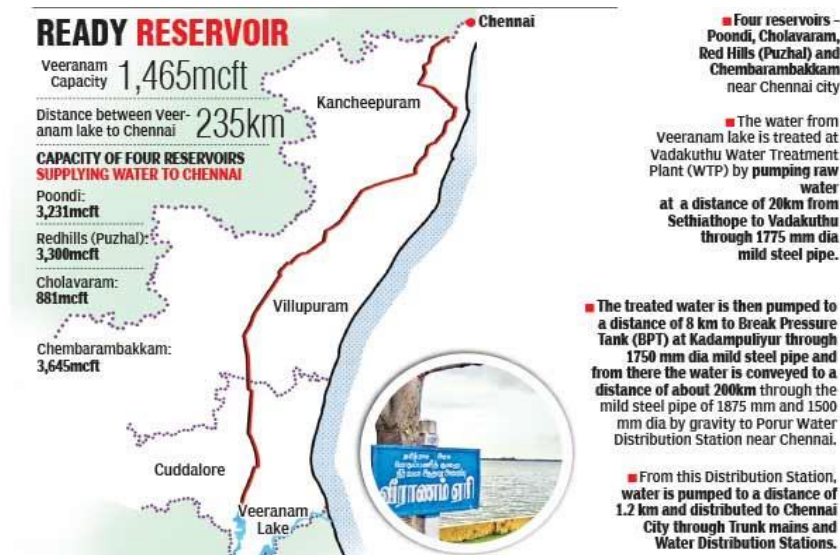 READY RESERVOIR
Veeranam
Capacity 1,465mcft
Distance between Veer-
anam lake to Chennai 235km
CAPACITY OF FOUR RESERVOIRS
SUPPLYING WATER TO CHENNAI
Poondi:
3,231mcft
Redhills (Puzhal):
3,300mcft
Cholavaram:
881mcft
Chembarambakkam:
3,645mcft
Chennai
Kancheepuram
Villupuram
Cuddalore
Veeranam
Lake
வீராணம் ஏரி
■ Four reservoirs –
Poondi, Cholavaram,
Red Hills (Puzhal) and
Chembarambakkam
near Chennai city
■ The water from
Veeranam lake is treated at
Vadakuthu Water Treatment
Plant (WTP) by pumping raw
water
at a distance of 20km from
Sethiathope to Vadakuthu
through 1775 mm dia
mild steel pipe.
■ The treated water is then pumped to
a distance of 8 km to Break Pressure
Tank (BPT) at Kadampuliyur through
1750 mm dia mild steel pipe and
from there the water is conveyed to a
distance of about 200km through the
mild steel pipe of 1875 mm and 1500
mm dia by gravity to Porur Water
Distribution Station near Chennai.
■ From this Distribution Station,
water is pumped to a distance of
1.2 km and distributed to Chennai
City through Trunk mains and
Water Distribution Stations.